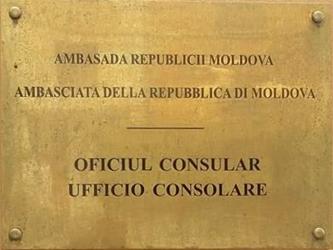 AMBASADA REPUBLICII MOLDOVA
AMBASCIATA DELLA REPUBBLICA DI MOLDOVA
OFICIUL CONSULAR
UFFICIO CONSOLARE